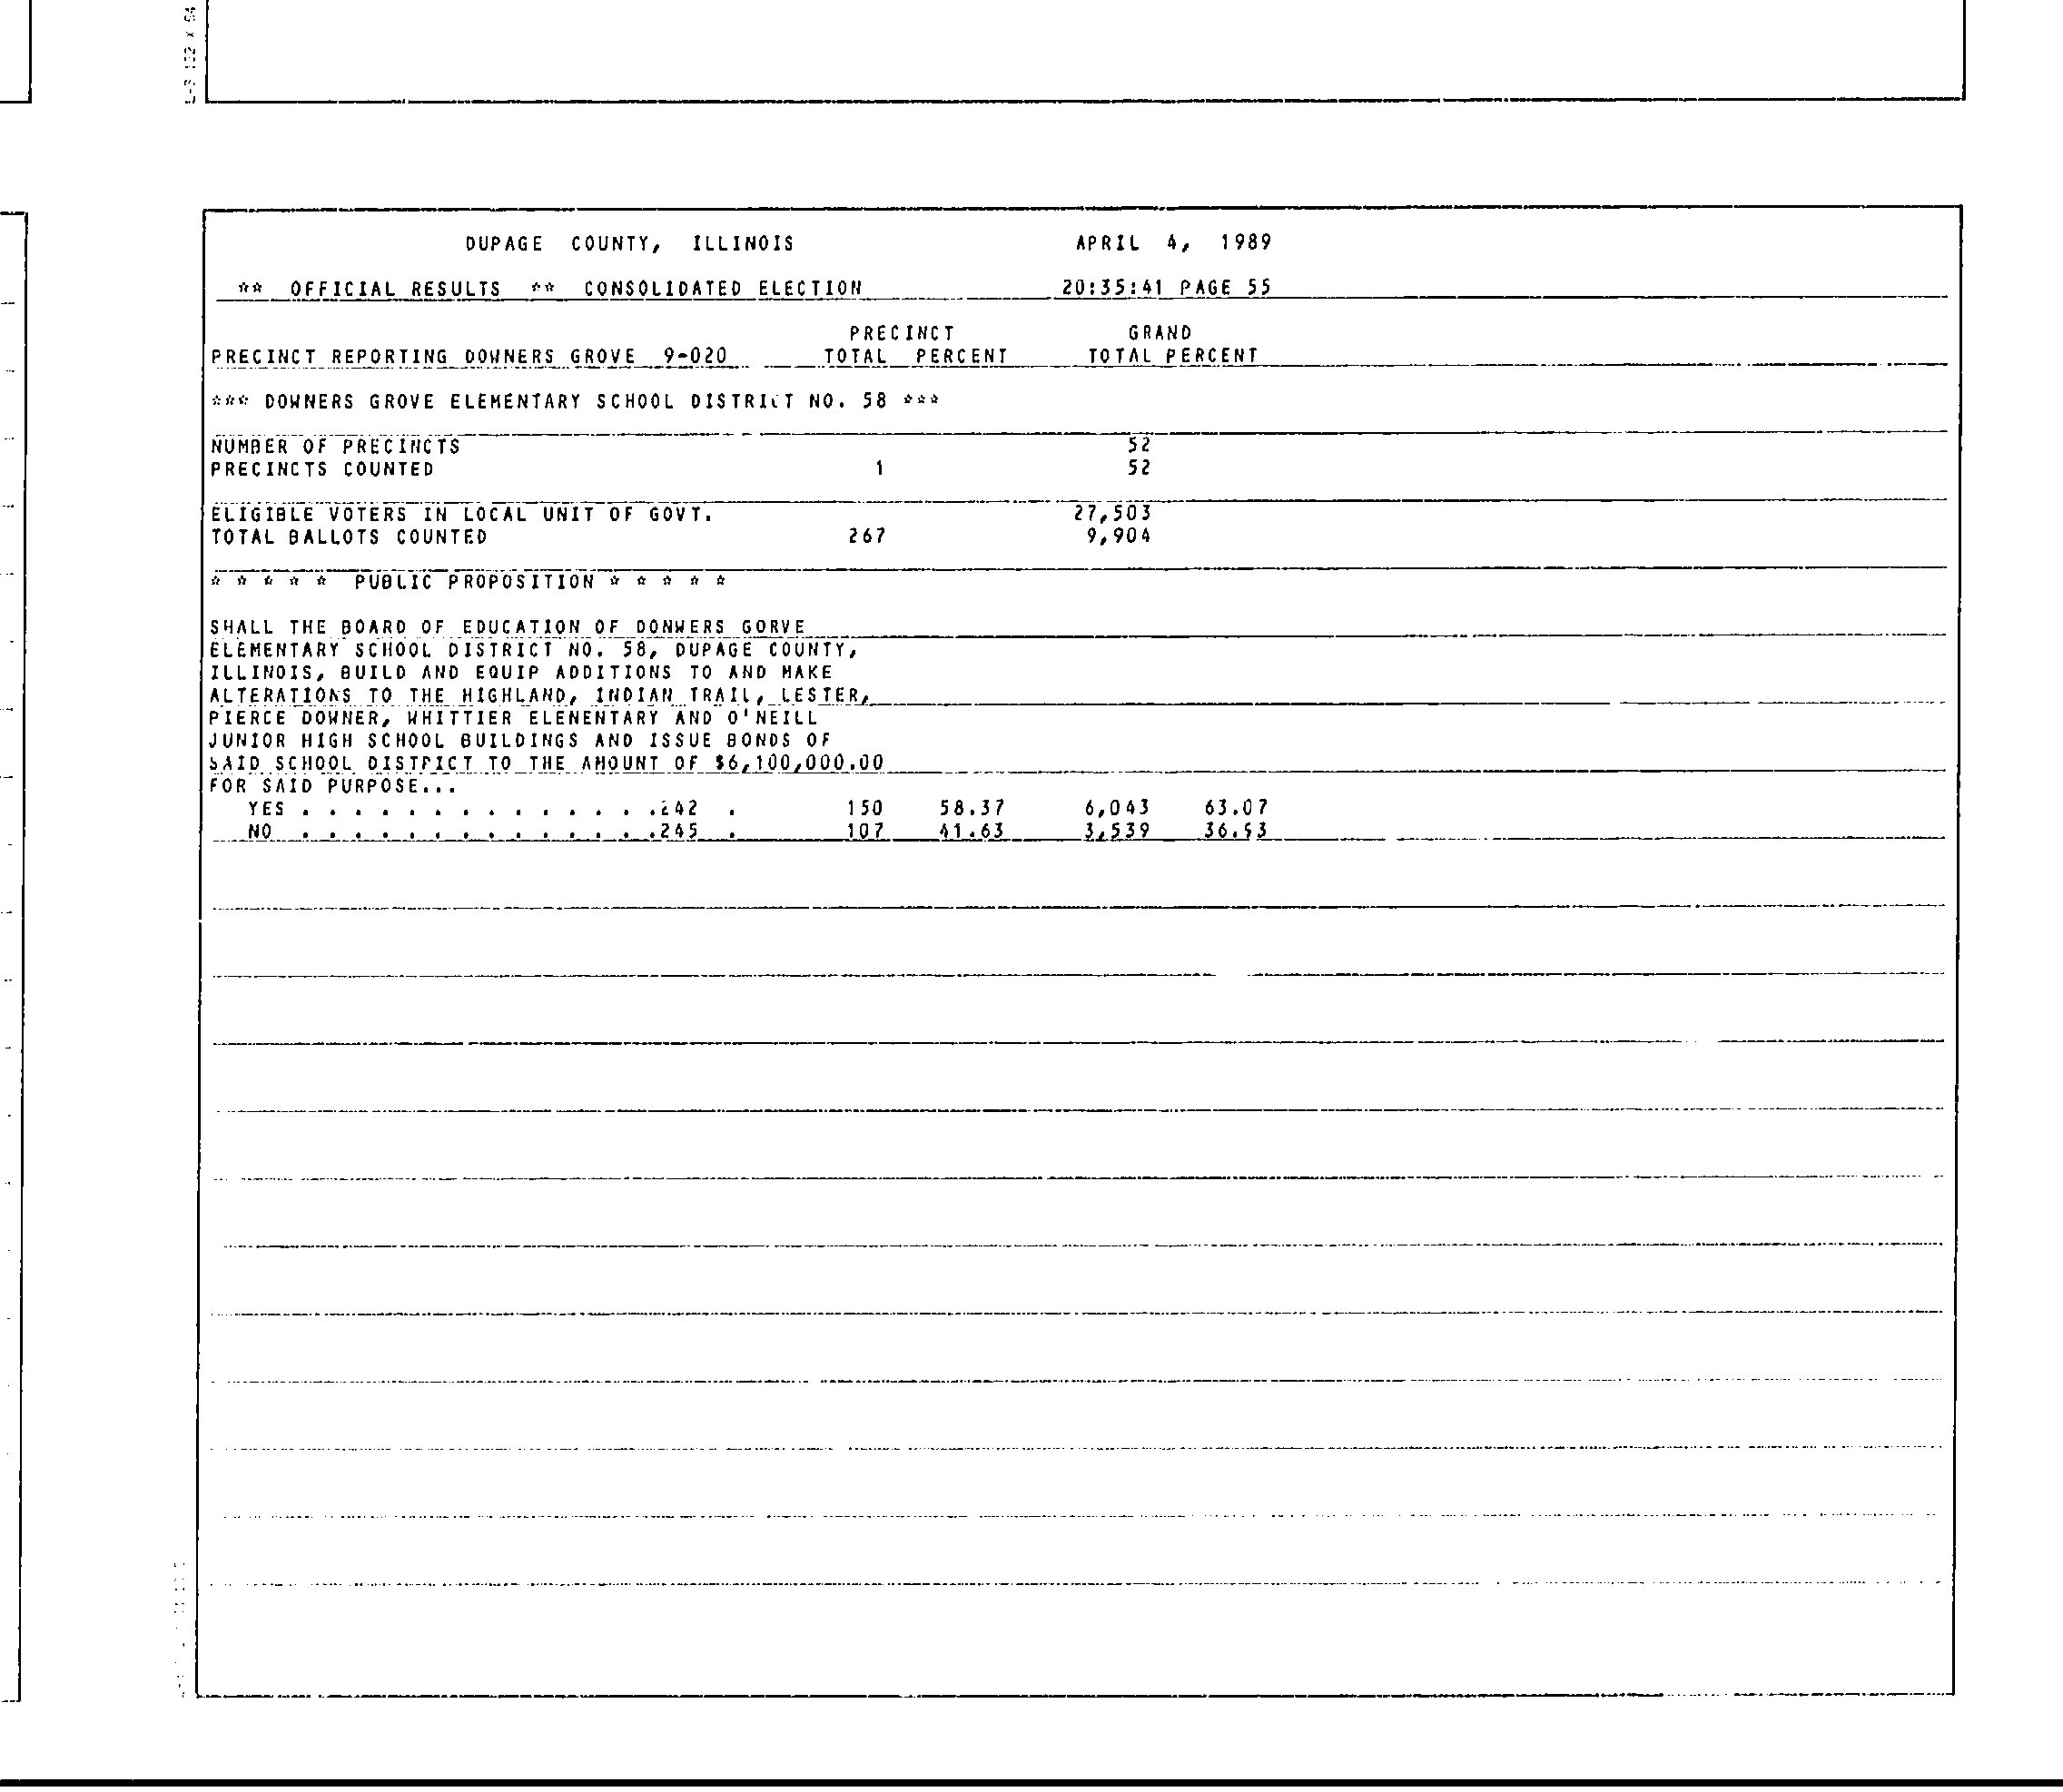 L-3 132 X 64
DUPAGE COUNTY, ILLINOIS APRIL 4, 1989
** OFFICIAL RESULTS ** CONSOLIDATED ELECTION 20:35:41 PAGE 55
PRECINCT GRAND
PRECINCT REPORTING DOWNERS GROVE 9-020 TOTAL PERCENT TOTAL PERCENT
*** DOWNERS GROVE ELEMENTARY SCHOOL DISTRICT NO. 58 ***
NUMBER OF PRECINCTS 52
PRECINCTS COUNTED 1 52
ELIGIBLE VOTERS IN LOCAL UNIT OF GOVT. 27,503
TOTAL BALLOTS COUNTED 267 9,904
* * * * * PUBLIC PROPOSITION * * * * *
SHALL THE BOARD OF EDUCATION OF DONWERS GORVE
ELEMENTARY SCHOOL DISTRICT NO. 58, DUPAGE COUNTY,
ILLINOIS, BUILD AND EQUIP ADDITIONS TO AND MAKE
ALTERATIONS TO THE HIGHLAND, INDIAN TRAIL, LESTER,
PIERCE DOWNER, WHITTIER ELENENTARY AND O'NEILL
JUNIOR HIGH SCHOOL BUILDINGS AND ISSUE BONDS OF
SAID SCHOOL DISTRICT TO THE AMOUNT OF $6,100,000.00
FOR SAID PURPOSE...
YES . . . . . . . . . . . . . .242 . 150 58.37 6,043 63.07
NO . . . . . . . . . . . . . .245 . 107 41.63 3,539 36.93